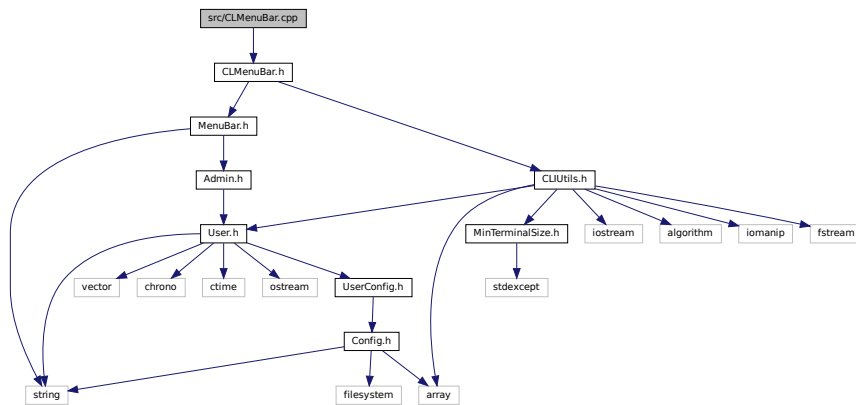 src/CLMenuBar.cpp
CLMenuBar.h
MenuBar.h
Admin.h
CLIUtils.h
User.h
MinTerminalSize.h
iostream
algorithm
iomanip
fstream
vector
chrono
ctime
ostream
UserConfig.h
stdexcept
Config.h
string
filesystem
array